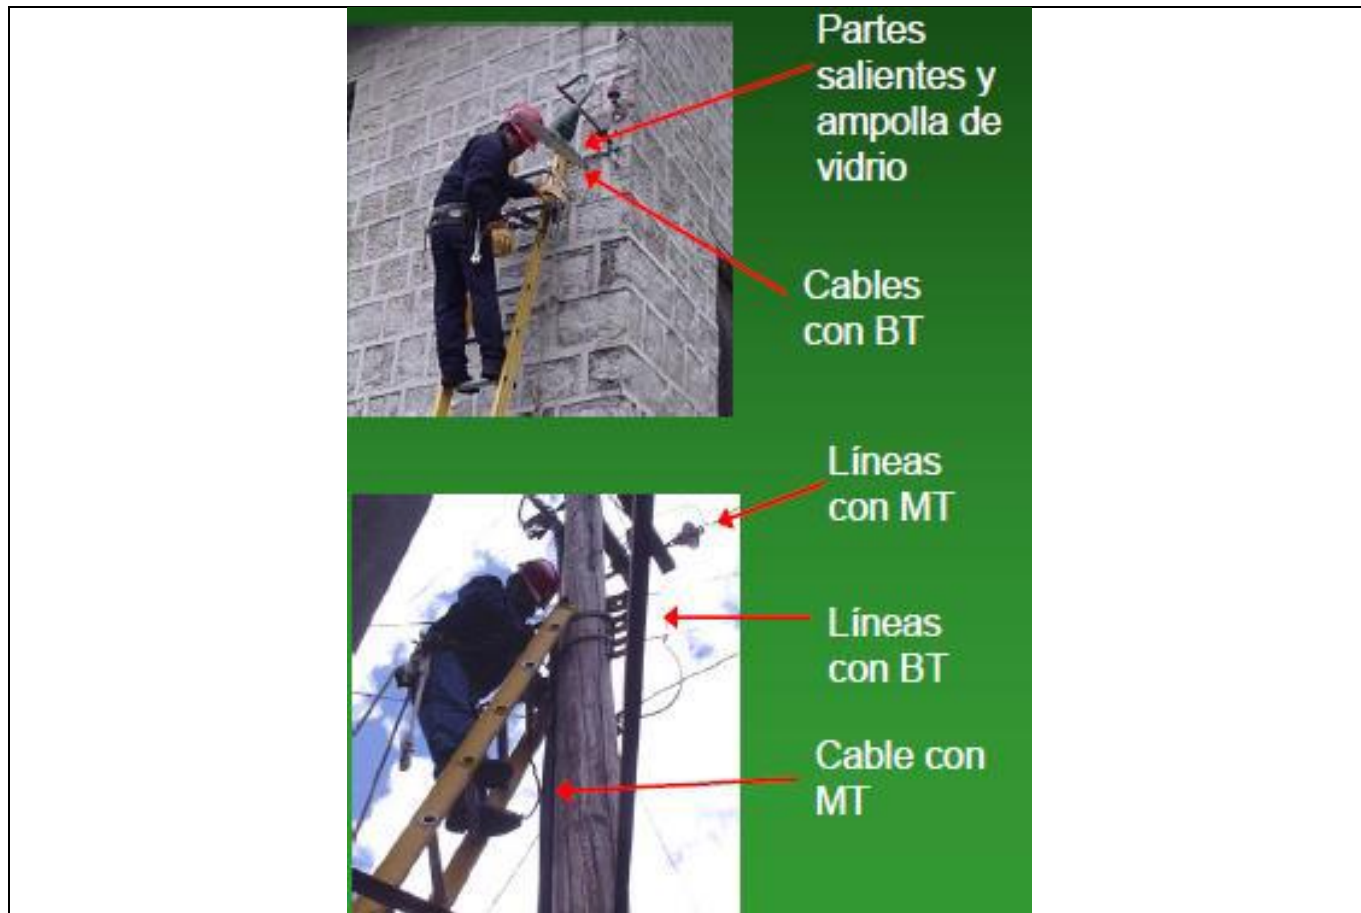 Partes
salientes y
ampolla de
vidrio
Cables
con BT
Líneas
con MT
Líneas
con BT
Cable con
MT